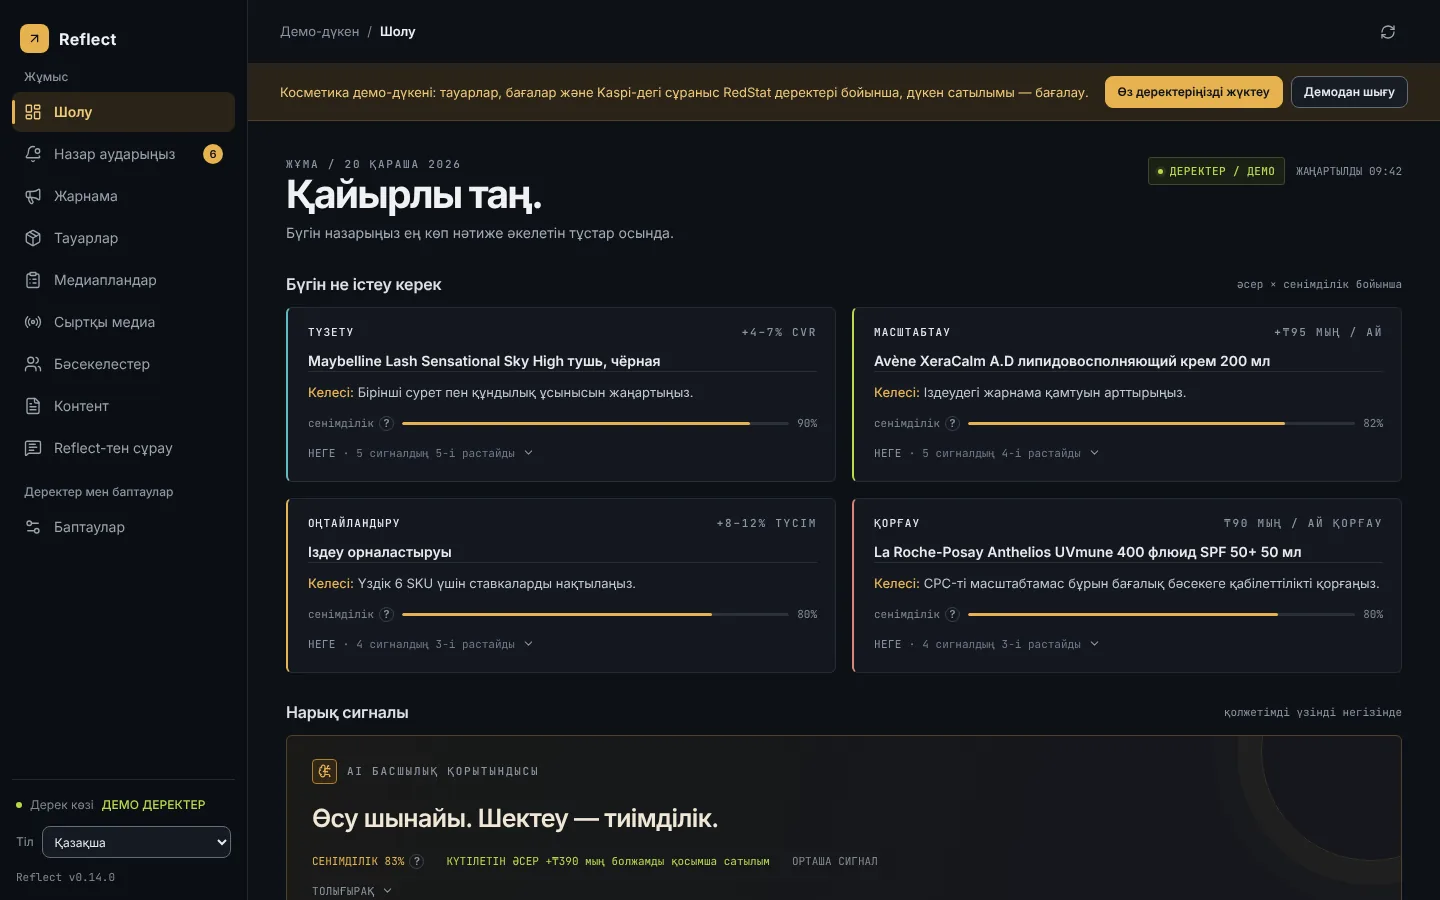 Reflect
Жұмыс
Шолу
Назар аударыңыз 6
Жарнама
Тауарлар
Медиапландар
Сыртқы медиа
Бәсекелестер
Контент
Reflect-тен сұрау
Деректер мен баптаулар
Баптаулар
Дерек көзі ДЕМО ДЕРЕКТЕР
Тіл Қазақша
Reflect v0.14.0
Демо-дүкен / Шолу
Косметика демо-дүкені: тауарлар, бағалар және Kaspi-дегі сұраныс RedStat деректері бойынша, дүкен сатылымы — бағалау.
Өз деректеріңізді жүктеу
Демодан шығу
ЖҰМА / 20 ҚАРАША 2026
Қайырлы таң.
Бүгін назарыңыз ең көп нәтиже әкелетін тұстар осында.
ДЕРЕКТЕР / ДЕМО
ЖАҢАРТЫЛДЫ 09:42
Бүгін не істеу керек
әсер × сенімділік бойынша
ТҮЗЕТУ
+4–7% CVR
Maybelline Lash Sensational Sky High тушь, чёрная
Келесі: Бірінші сурет пен құндылық ұсынысын жаңартыңыз.
сенімділік ? 90%
НЕГЕ · 5 сигналдың 5-і растайды
МАСШТАБТАУ
+₸95 МЫҢ / АЙ
Avène XeraCalm A.D липидовосполняющий крем 200 мл
Келесі: Іздеудегі жарнама қамтуын арттырыңыз.
сенімділік ? 82%
НЕГЕ · 5 сигналдың 4-і растайды
ОҢТАЙЛАНДЫРУ
+8–12% ТҮСІМ
Іздеу орналастыруы
Келесі: Үздік 6 SKU үшін ставкаларды нақтылаңыз.
сенімділік ? 80%
НЕГЕ · 4 сигналдың 3-і растайды
ҚОРҒАУ
₸90 МЫҢ / АЙ ҚОРҒАУ
La Roche-Posay Anthelios UVmune 400 флюид SPF 50+ 50 мл
Келесі: CPC-ті масштабтамас бұрын бағалық бәсекеге қабілеттілікті қорғаңыз.
сенімділік ? 80%
НЕГЕ · 4 сигналдың 3-і растайды
Нарық сигналы
қолжетімді үзінді негізінде
AI БАСШЫЛЫҚ ҚОРЫТЫНДЫСЫ
Өсу шынайы. Шектеу — тиімділік.
СЕНІМДІЛІК 83% ? КҮТІЛЕТІН ӘСЕР +₸390 мың болжамды қосымша сатылым ОРТАША СИГНАЛ
ТОЛЫҒЫРАҚ